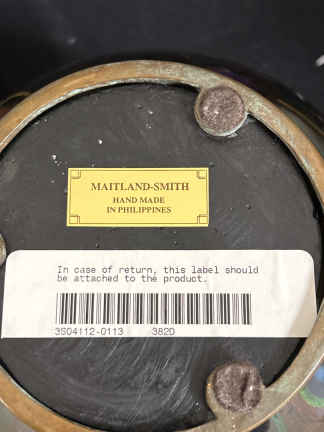 MAITLAND-SMITH
HAND MADE
IN PHILIPPINES
In case of return, this label should
be attached to the product.
3S04112-0113 382D